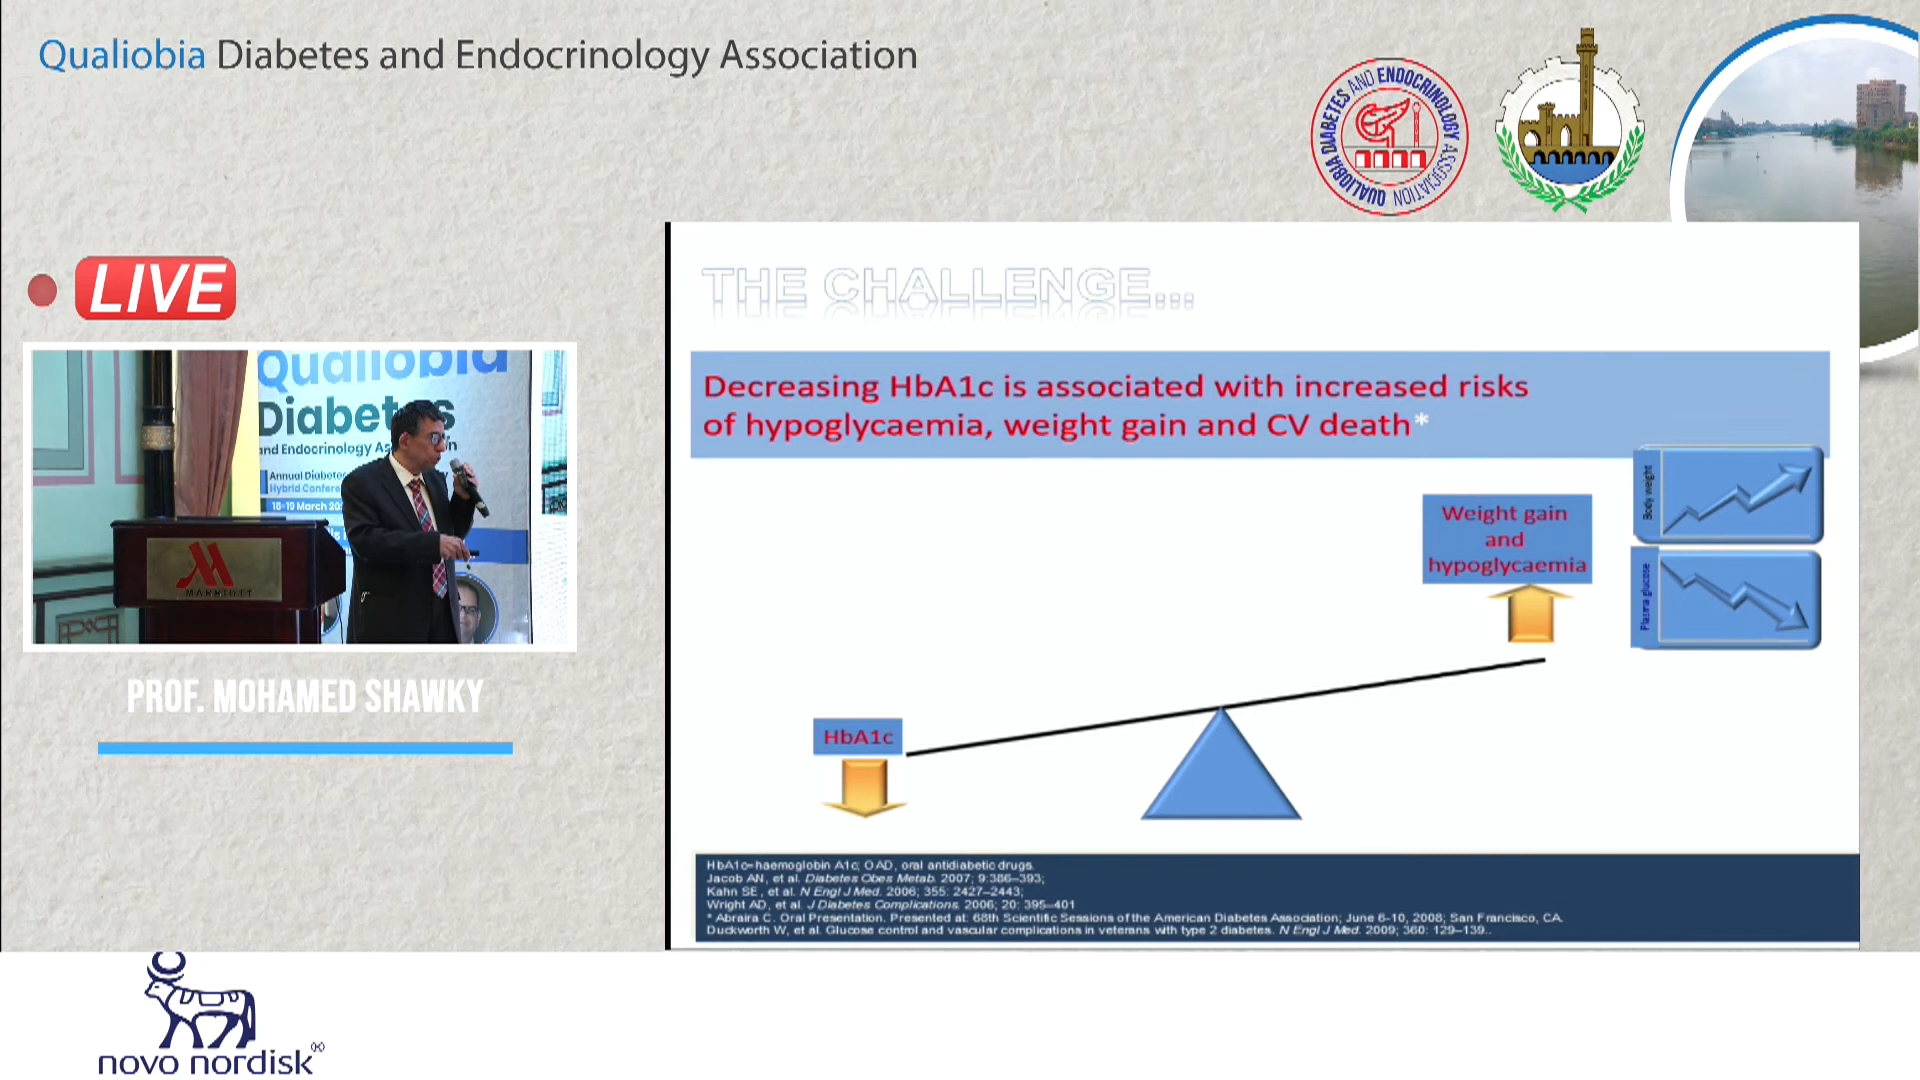 Qualiobia Diabetes and Endocrinology Association
QUALIOBIA DIABETES AND ENDOCRINOLOGY ASSOCIATION
LIVE
Qualiobia
Diabetes
and Endocrinology
Annual Diabetes
Hybrid
MARRIOTT
PROF. MOHAMED SHAWKY
THE CHALLENGE...
Decreasing HbA1c is associated with increased risks
of hypoglycaemia, weight gain and CV death*
Weight gain
and
hypoglycaemia
Body weight
Plasma glucose
HbA1c
HbA1c=haemoglobin A1c; OAD, oral antidiabetic drugs.
Jacob AN, et al. Diabetes Obes Metab. 2007; 9:386–393;
Kahn SE, et al. N Engl J Med. 2006; 355: 2427–2443;
Wright AD, et al. J Diabetes Complications. 2006; 20: 395–401
* Abraira C. Oral Presentation. Presented at: 68th Scientific Sessions of the American Diabetes Association; June 6-10, 2008; San Francisco, CA.
Duckworth W, et al. Glucose control and vascular complications in veterans with type 2 diabetes. N Engl J Med. 2009; 360: 129–139..
novo nordisk®